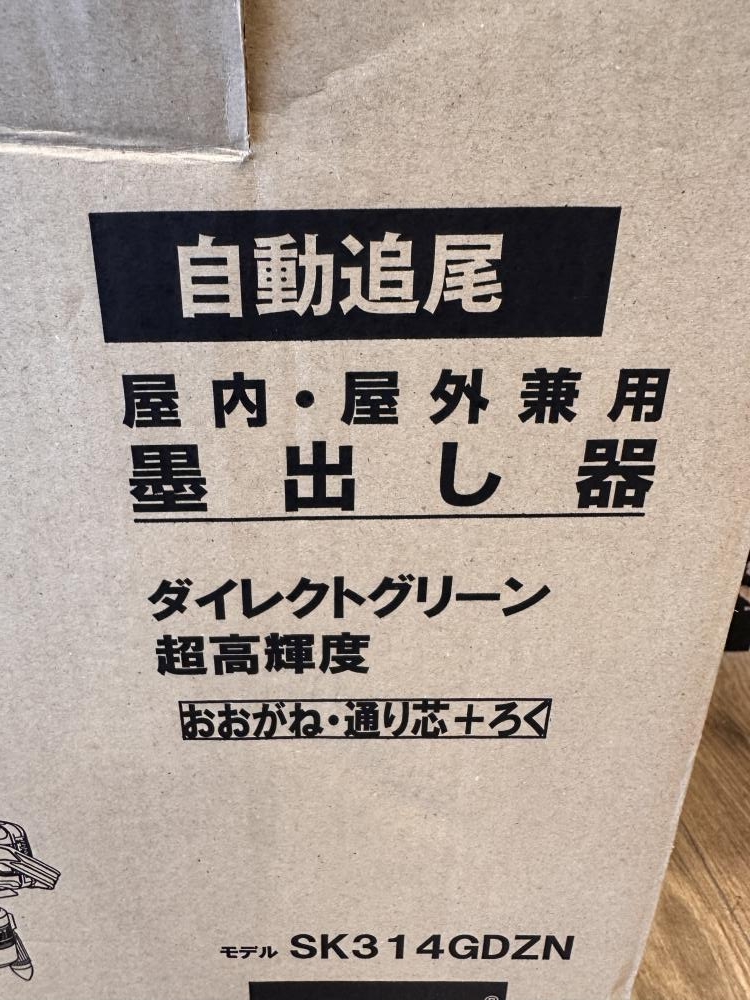 自動追尾
屋内・屋外兼用
墨出し器
ダイレクトグリーン
超高輝度
おおがね・通り芯＋ろく
モデル SK314GDZN
®